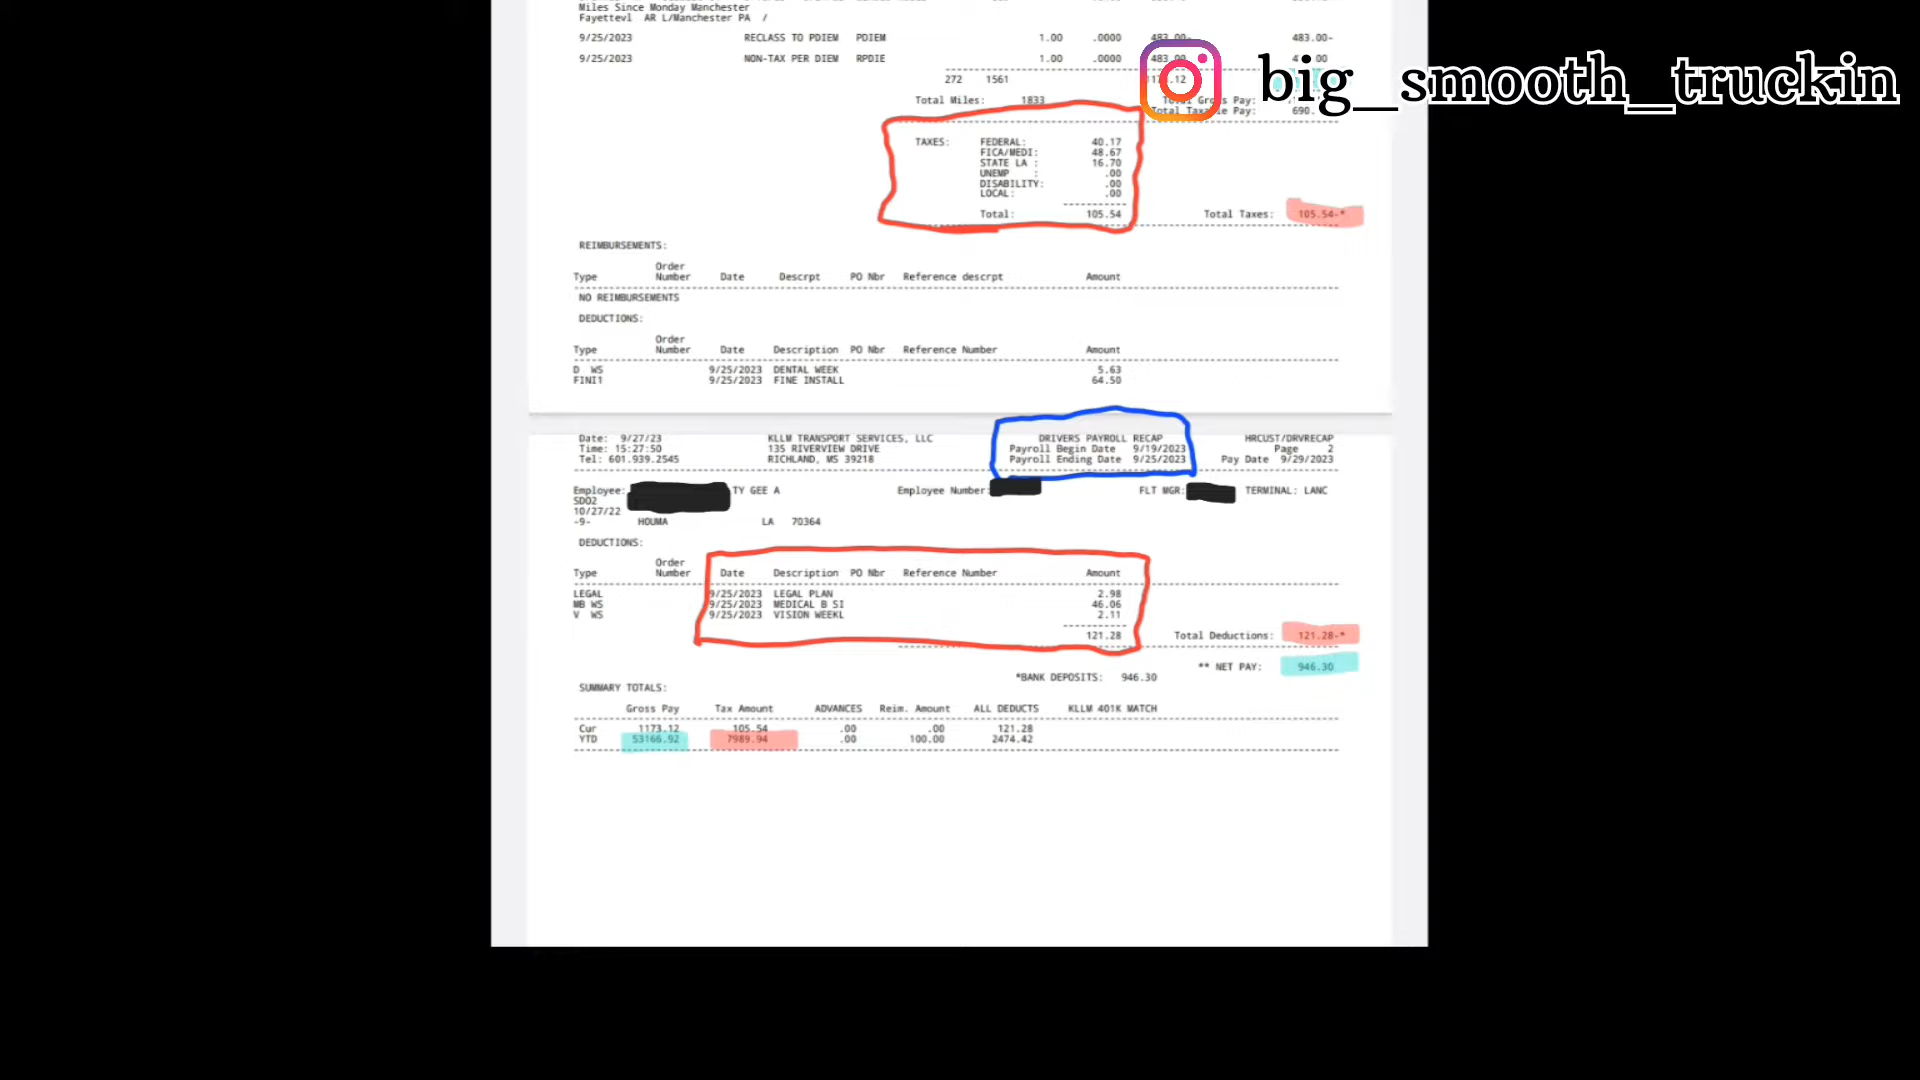 Miles Since Monday Manchester
Fayettevl AR L/Manchester PA /
9/25/2023 RECLASS TO PDIEM PDIEM 1.00 .0000 483.00- 483.00-
9/25/2023 NON-TAX PER DIEM RPDIE 1.00 .0000 483.00
272 1561
big_smooth_truckin
Total Miles: 1833 Total Gross Pay:
Total Taxable Pay: 690.
TAXES: FEDERAL: 40.17
FICA/MEDI: 48.67
STATE LA : 16.70
UNEMP : .00
DISABILITY: .00
LOCAL: .00
Total: 105.54 Total Taxes: 105.54-*
REIMBURSEMENTS:
Order
Type Number Date Descrpt PO Nbr Reference descrpt Amount
NO REIMBURSEMENTS
DEDUCTIONS:
Order
Type Number Date Description PO Nbr Reference Number Amount
D WS 9/25/2023 DENTAL WEEK 5.63
FINI1 9/25/2023 FINE INSTALL 64.50
Date: 9/27/23 KLLM TRANSPORT SERVICES, LLC DRIVERS PAYROLL RECAP HRCUST/DRVRECAP
Time: 15:27:50 135 RIVERVIEW DRIVE Payroll Begin Date 9/19/2023 Page 2
Tel: 601.939.2545 RICHLAND, MS 39218 Payroll Ending Date 9/25/2023 Pay Date 9/29/2023
Employee: TY GEE A Employee Number: FLT MGR: TERMINAL: LANC
SD02
10/27/22
-9- HOUMA LA 70364
DEDUCTIONS:
Order
Type Number Date Description PO Nbr Reference Number Amount
LEGAL 9/25/2023 LEGAL PLAN 2.98
MB WS 9/25/2023 MEDICAL B SI 46.06
V WS 9/25/2023 VISION WEEKL 2.11
121.28 Total Deductions: 121.28-*
** NET PAY: 946.30
*BANK DEPOSITS: 946.30
SUMMARY TOTALS:
Gross Pay Tax Amount ADVANCES Reim. Amount ALL DEDUCTS KLLM 401K MATCH
Cur 1173.12 105.54 .00 .00 121.28
YTD 53166.92 7989.94 .00 100.00 2474.42